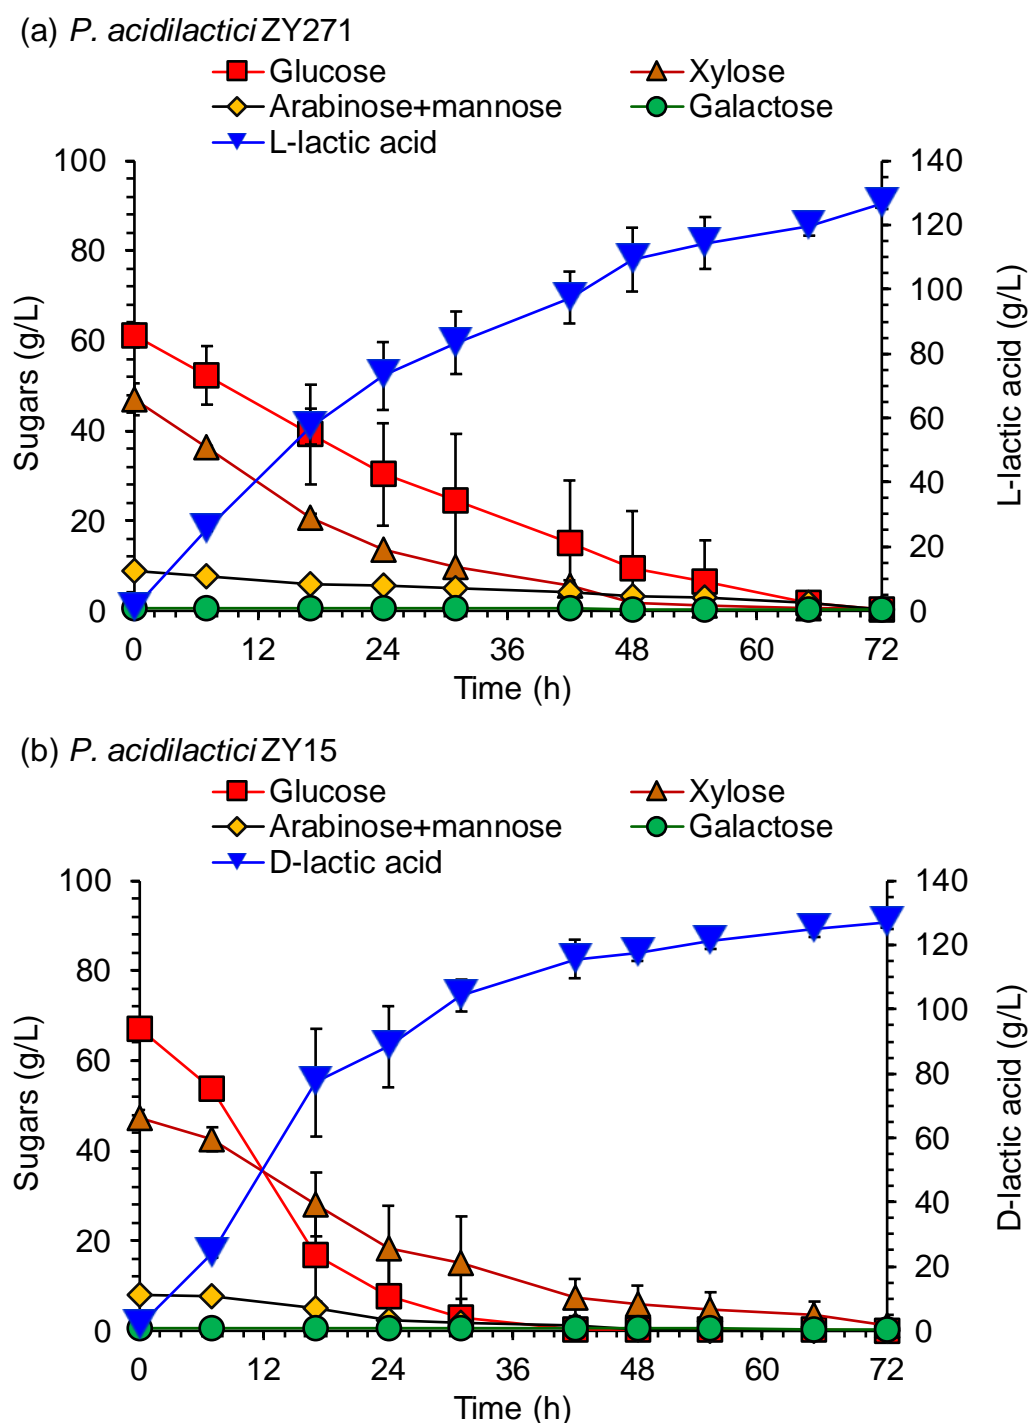 (a) P. acidilactici ZY271
Glucose Xylose
Arabinose+mannose Galactose
L-lactic acid
100 140
80 120
60 100
40 80
20 60
0 40
20
0
Sugars (g/L)
L-lactic acid (g/L)
0 12 24 36 48 60 72
Time (h)
(b) P. acidilactici ZY15
Glucose Xylose
Arabinose+mannose Galactose
D-lactic acid
100 140
80 120
60 100
40 80
20 60
0 40
20
0
Sugars (g/L)
D-lactic acid (g/L)
0 12 24 36 48 60 72
Time (h)